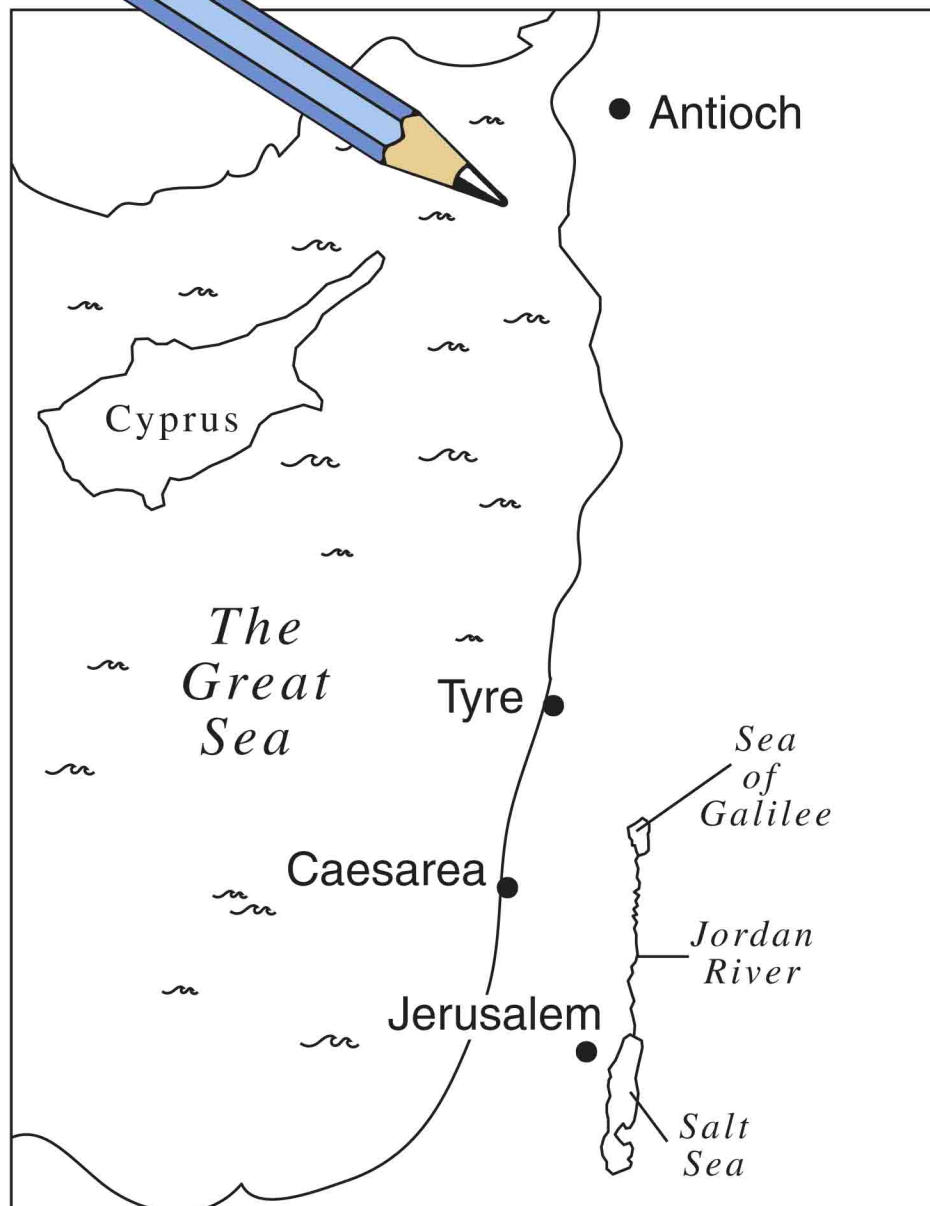 Antioch
Cyprus
The
Great
Sea
Tyre
Sea
of
Galilee
Caesarea
Jordan
River
Jerusalem
Salt
Sea